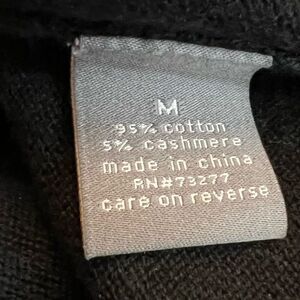 M
95% cotton
5% cashmere
made in china
RN#73277
care on reverse